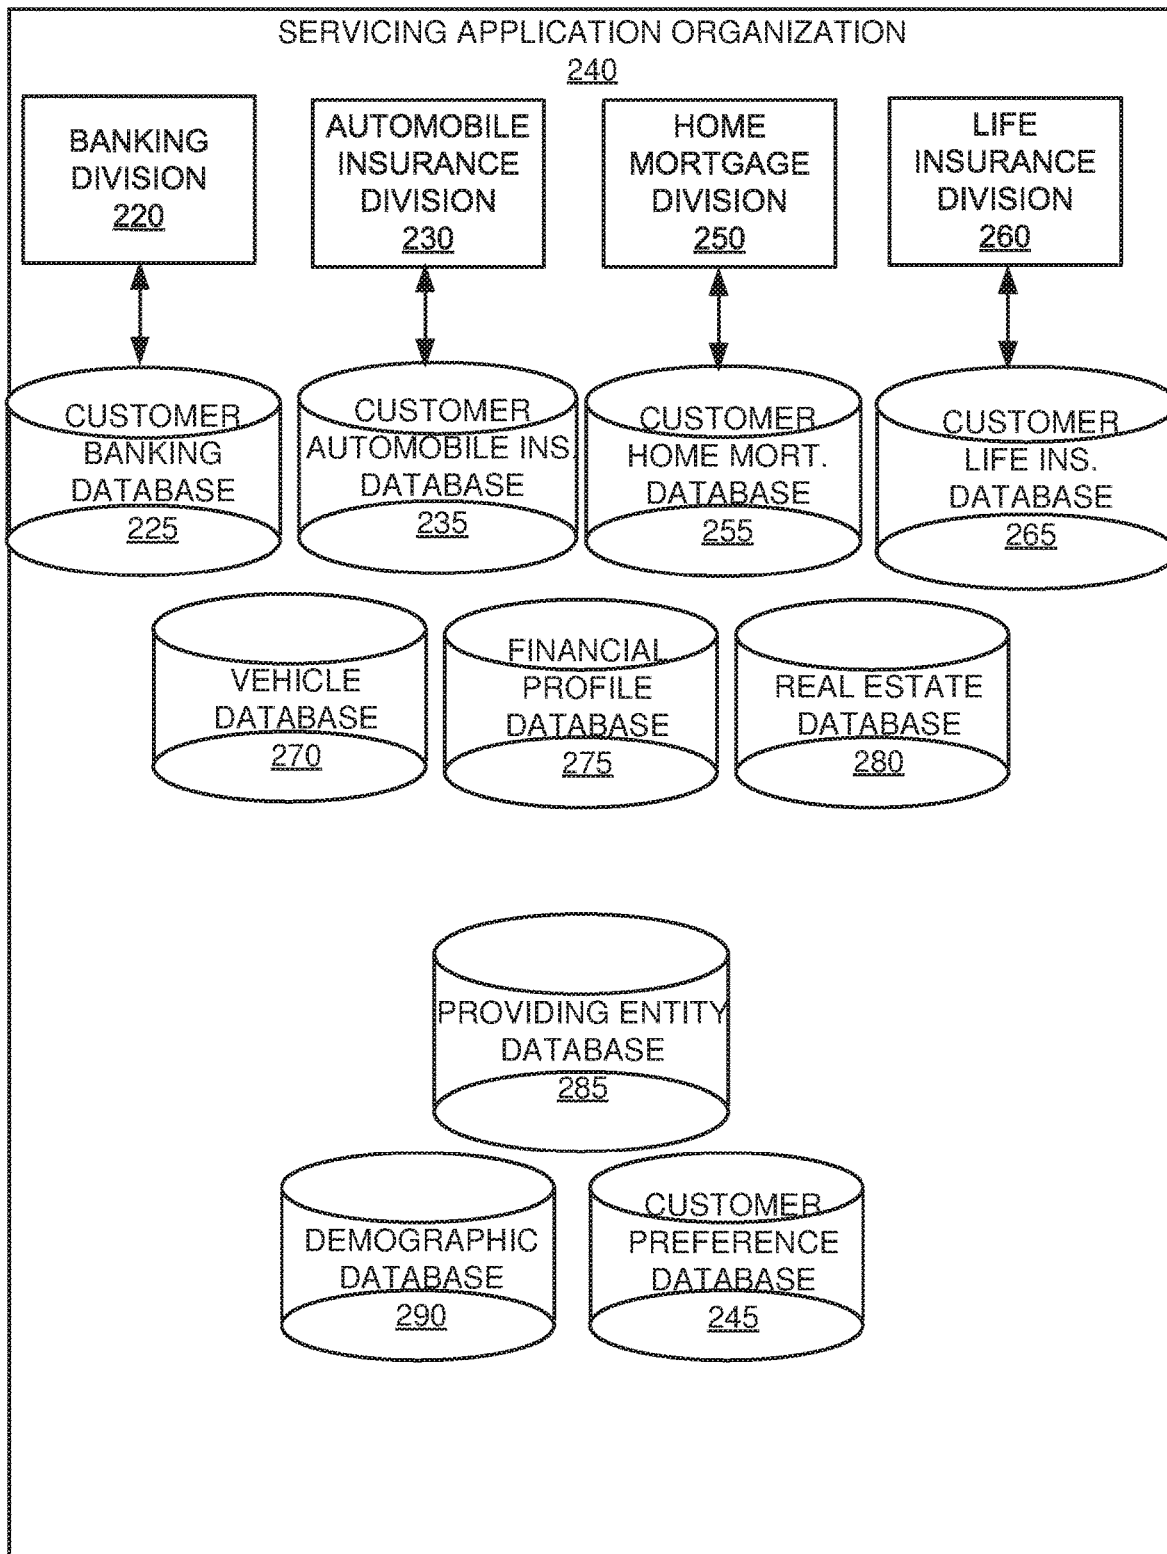 SERVICING APPLICATION ORGANIZATION
240
BANKING
DIVISION
220
AUTOMOBILE
INSURANCE
DIVISION
230
HOME
MORTGAGE
DIVISION
250
LIFE
INSURANCE
DIVISION
260
CUSTOMER
BANKING
DATABASE
225
CUSTOMER
AUTOMOBILE INS.
DATABASE
235
CUSTOMER
HOME MORT.
DATABASE
255
CUSTOMER
LIFE INS.
DATABASE
265
VEHICLE
DATABASE
270
FINANCIAL
PROFILE
DATABASE
275
REAL ESTATE
DATABASE
280
PROVIDING ENTITY
DATABASE
285
DEMOGRAPHIC
DATABASE
290
CUSTOMER
PREFERENCE
DATABASE
245